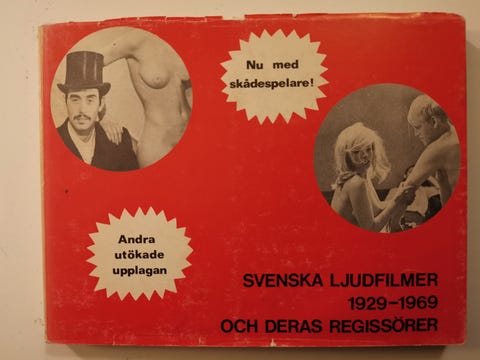 Nu med
skådespelare!
Andra
utökade
upplagan
SVENSKA LJUDFILMER
1929–1969
OCH DERAS REGISSÖRER